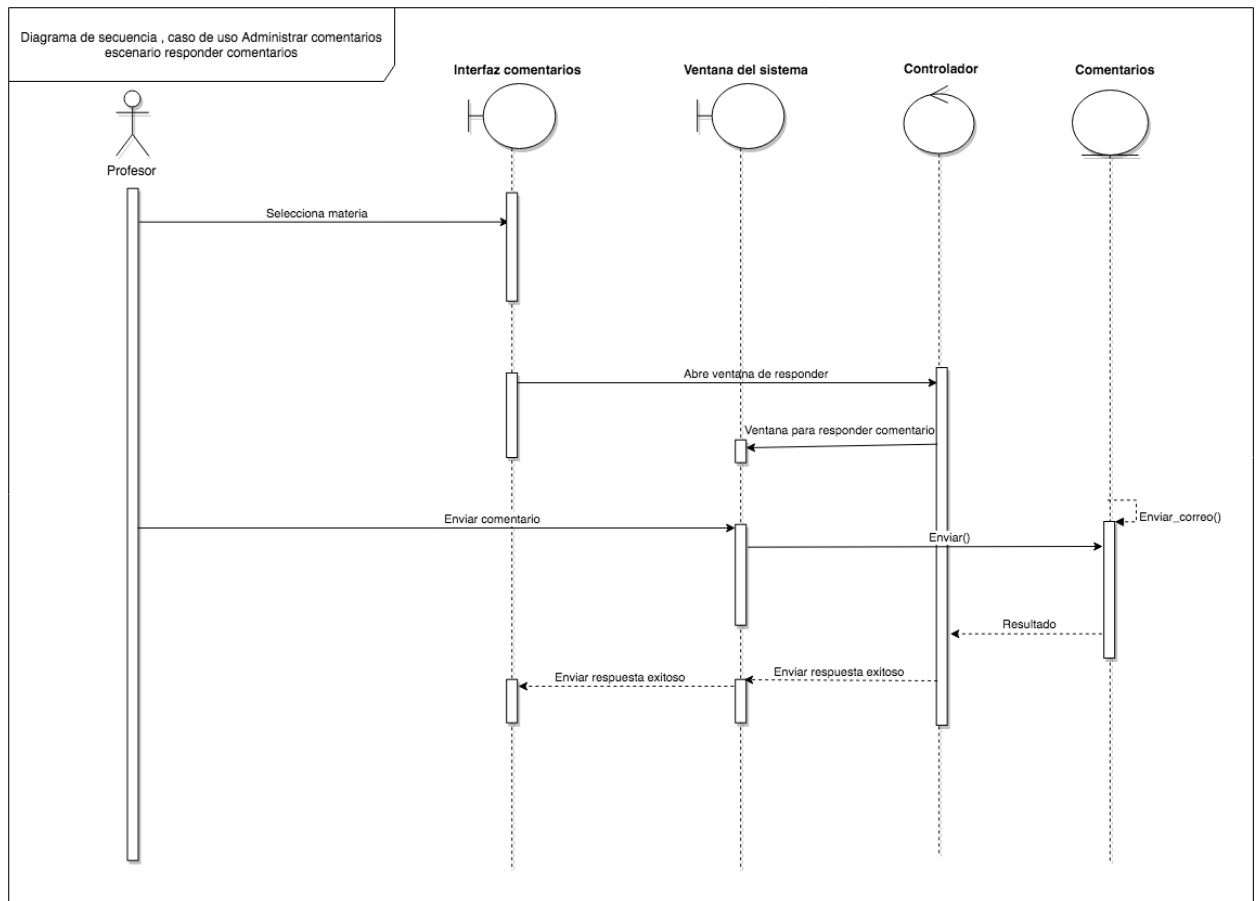 Diagrama de secuencia , caso de uso Administrar comentarios
escenario responder comentarios
Interfaz comentarios
Ventana del sistema
Controlador
Comentarios
Profesor
Selecciona materia
Abre ventana de responder
Ventana para responder comentario
Enviar comentario
Enviar_correo()
Enviar()
Resultado
Enviar respuesta exitoso
Enviar respuesta exitoso